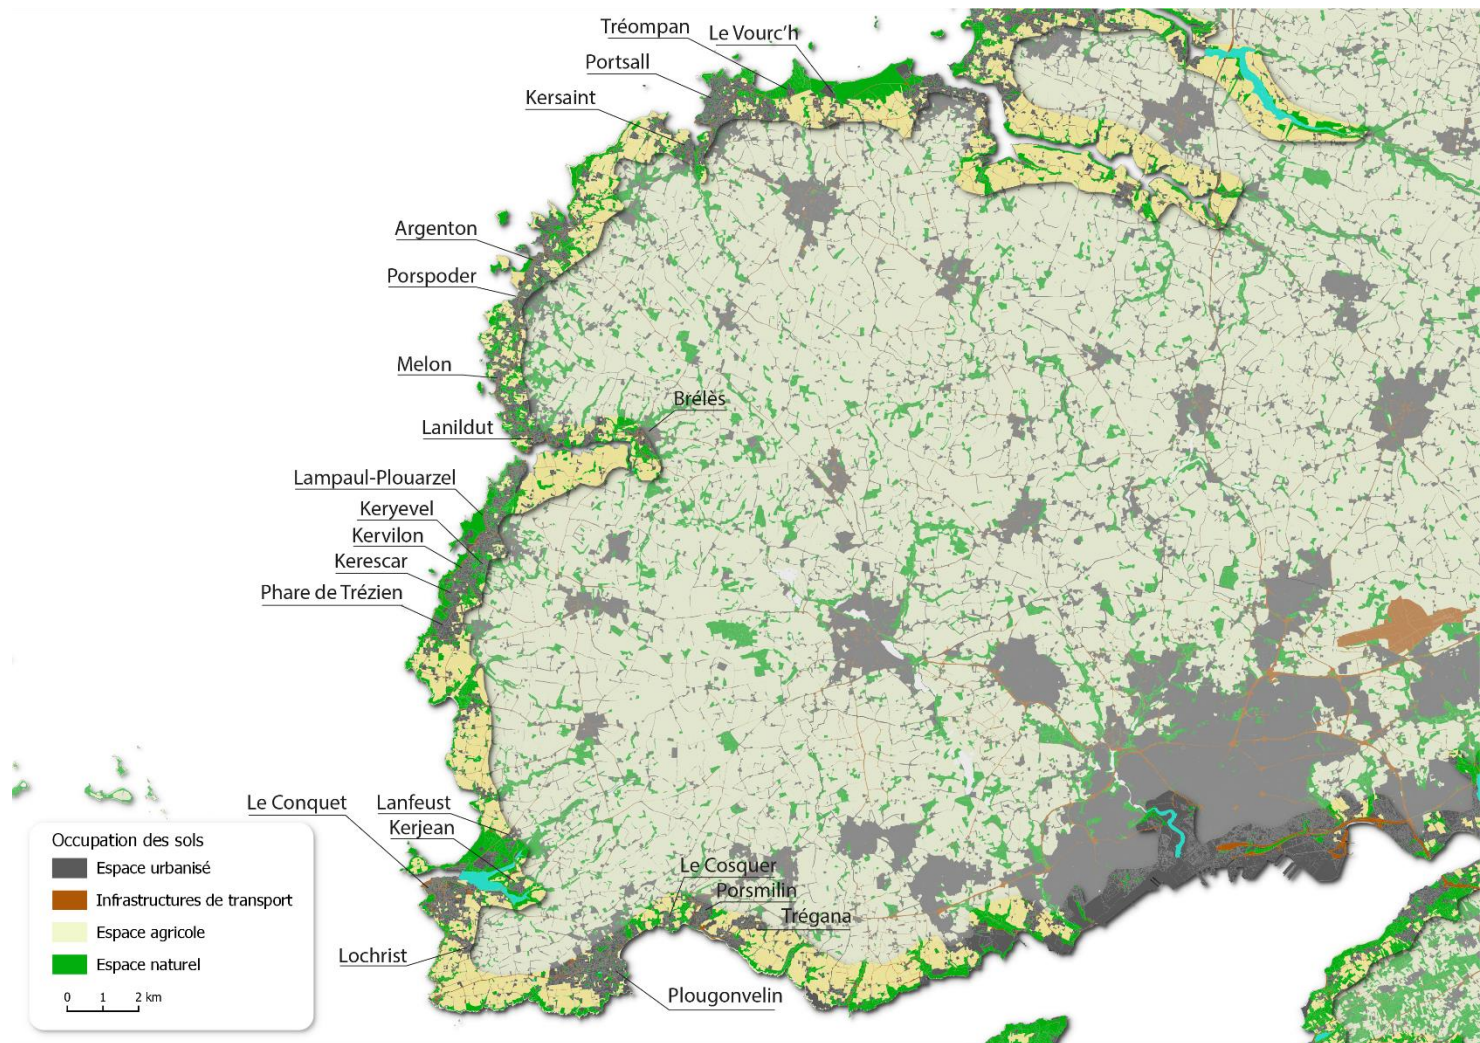 Tréompan
Le Vourc'h
Portsall
Kersaint
Argenton
Porspoder
Melon
Brélès
Lanildut
Lampaul-Plouarzel
Keryevel
Kervilon
Kerescar
Phare de Trézien
Le Conquet
Lanfeust
Kerjean
Le Cosquer
Porsmilin
Trégana
Lochrist
Plougonvelin
Occupation des sols
Espace urbanisé
Infrastructures de transport
Espace agricole
Espace naturel
0 1 2 km